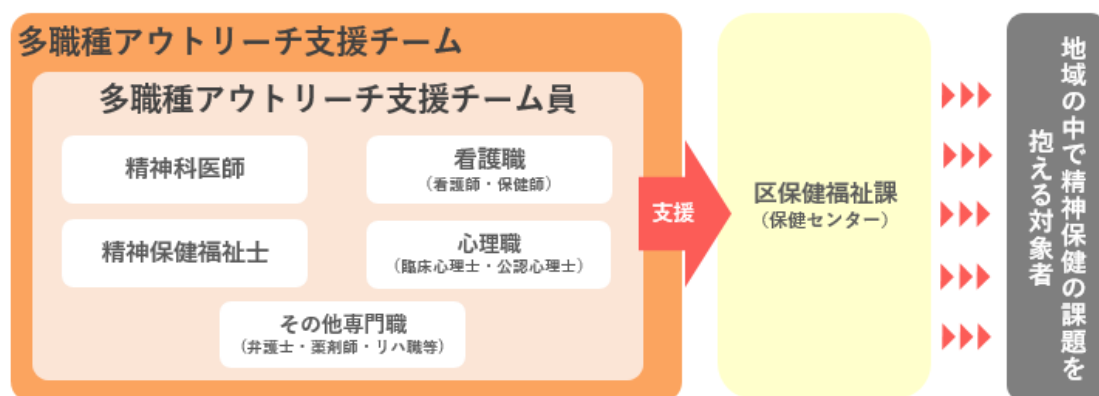 多職種アウトリーチ支援チーム
多職種アウトリーチ支援チーム員
精神科医師
看護職
（看護師・保健師）
精神保健福祉士
心理職
（臨床心理士・公認心理士）
その他専門職
（弁護士・薬剤師・リハ職等）
支援
区保健福祉課
（保健センター）
地域の中で精神保健の課題を
抱える対象者